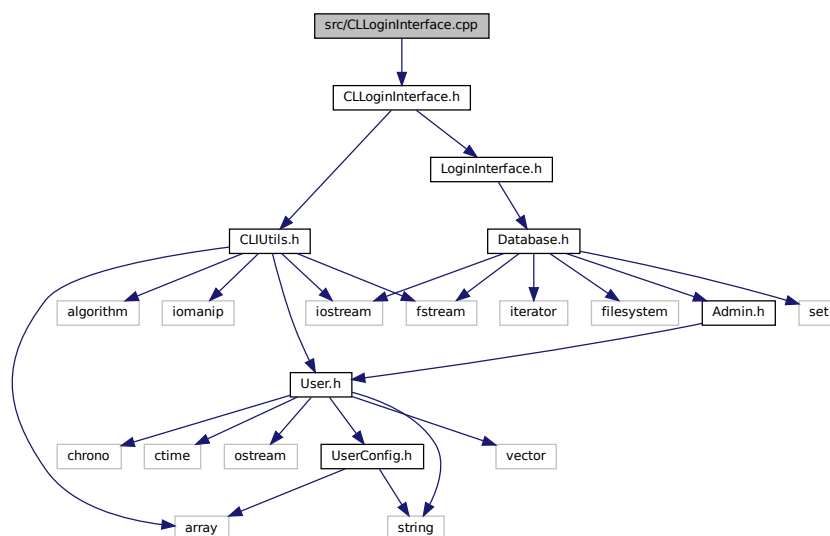 src/CLLoginInterface.cpp
CLLoginInterface.h
LoginInterface.h
CLIUtils.h
Database.h
algorithm
iomanip
iostream
fstream
iterator
filesystem
Admin.h
set
User.h
chrono
ctime
ostream
UserConfig.h
vector
array
string